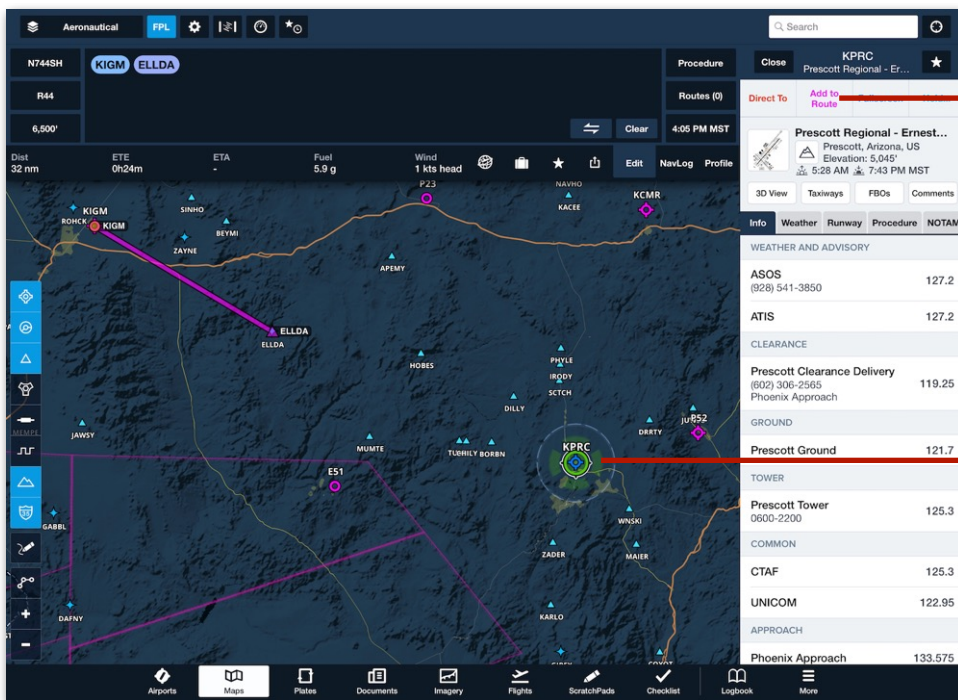 Aeronautical
FPL
Search
N744SH
KIGM ELLDA
Procedure
Close
KPRC
Prescott Regional - Er...
R44
Routes (0)
Direct To
Add to
Route
6,500'
Clear
4:05 PM MST
Prescott Regional - Ernest...
Prescott, Arizona, US
Elevation: 5,045'
5:28 AM 7:43 PM MST
Dist
32 nm
ETE
0h24m
ETA
-
Fuel
5.9 g
Wind
1 kts head
Edit
NavLog
Profile
3D View
Taxiways
FBOs
Comments
Info
Weather
Runway
Procedure
NOTAM
WEATHER AND ADVISORY
ASOS
(928) 541-3850
127.2
ATIS
127.2
CLEARANCE
Prescott Clearance Delivery
(602) 306-2565
Phoenix Approach
119.25
GROUND
Prescott Ground
121.7
TOWER
Prescott Tower
0600-2200
125.3
COMMON
CTAF
125.3
UNICOM
122.95
APPROACH
Phoenix Approach
133.575
P23
NAVHO
KACEE
KCMR
KIGM
ROHCK
KIGM
SINHO
BEYMI
ZAYNE
APEMY
ELLDA
ELLDA
HOBES
PHYLE
IRODY
SCTCH
DILLY
P52
DRRTY
JAWSY
MUMTE
BORBN
KPRC
E51
GABBL
WNSKI
ZADER
MAIER
DAFNY
KARLO
Airports
Maps
Plates
Documents
Imagery
Flights
ScratchPads
Checklist
Logbook
More